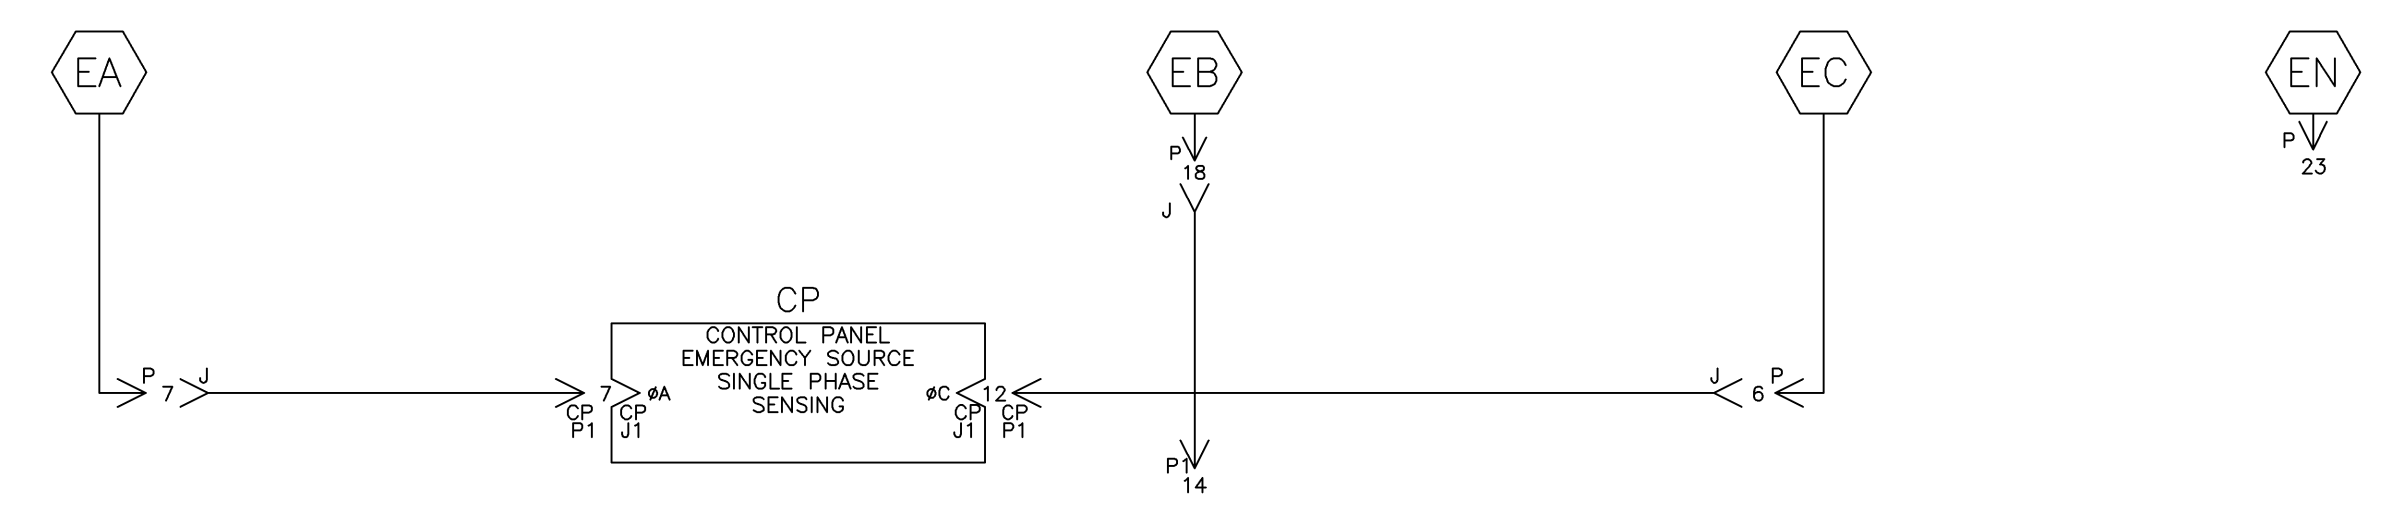 EA
EB
EC
EN
P
18
P
23
J
CP
CONTROL PANEL
EMERGENCY SOURCE
SINGLE PHASE
SENSING
P
7
J
7
ØA
ØC
12
J
6
P
CP
P1
CP
J1
CP
J1
CP
P1
P1
14